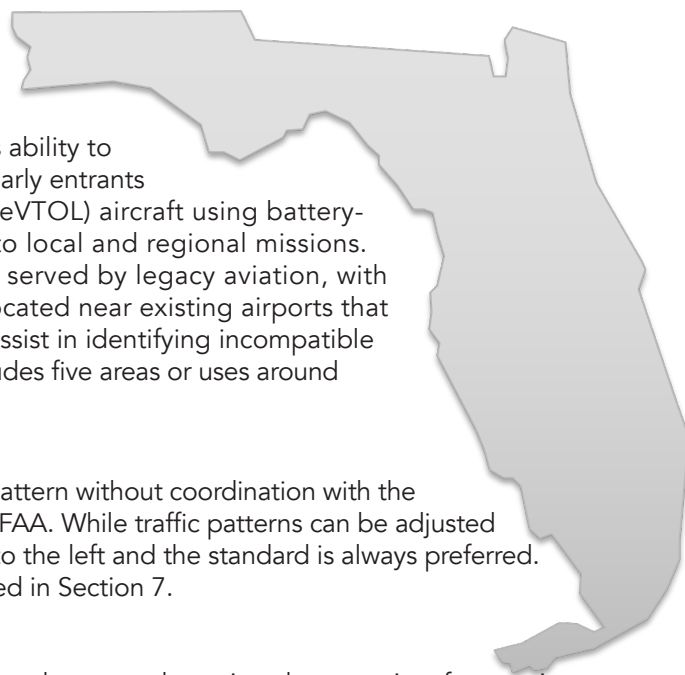 s ability to
arly entrants
eVTOL) aircraft using battery-
to local and regional missions.
served by legacy aviation, with
ocated near existing airports that
ssist in identifying incompatible
udes five areas or uses around
attern without coordination with the
FAA. While traffic patterns can be adjusted
to the left and the standard is always preferred.
ed in Section 7.